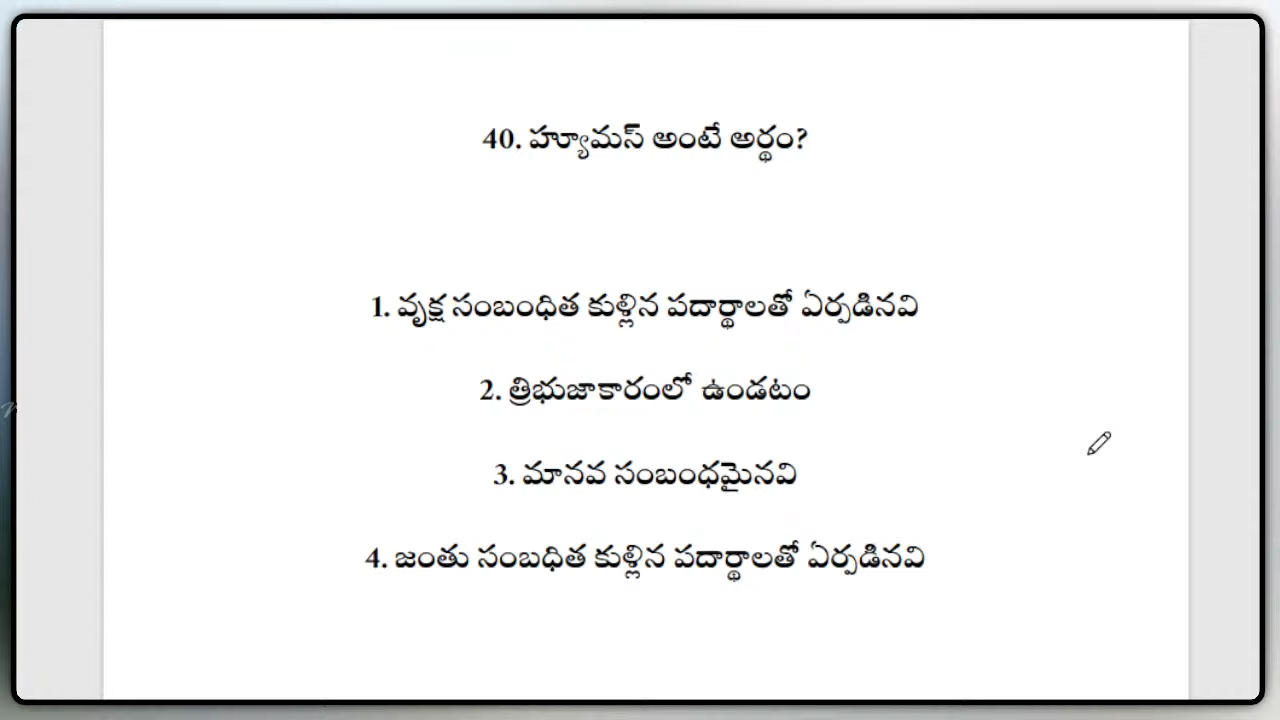 40. హ్యూమస్ అంటే అర్థం?
1. వృక్ష సంబంధిత కుళ్లిన పదార్థాలతో ఏర్పడినవి
2. త్రిభుజాకారంలో ఉండటం
3. మానవ సంబంధమైనవి
4. జంతు సంబధిత కుళ్లిన పదార్థాలతో ఏర్పడినవి